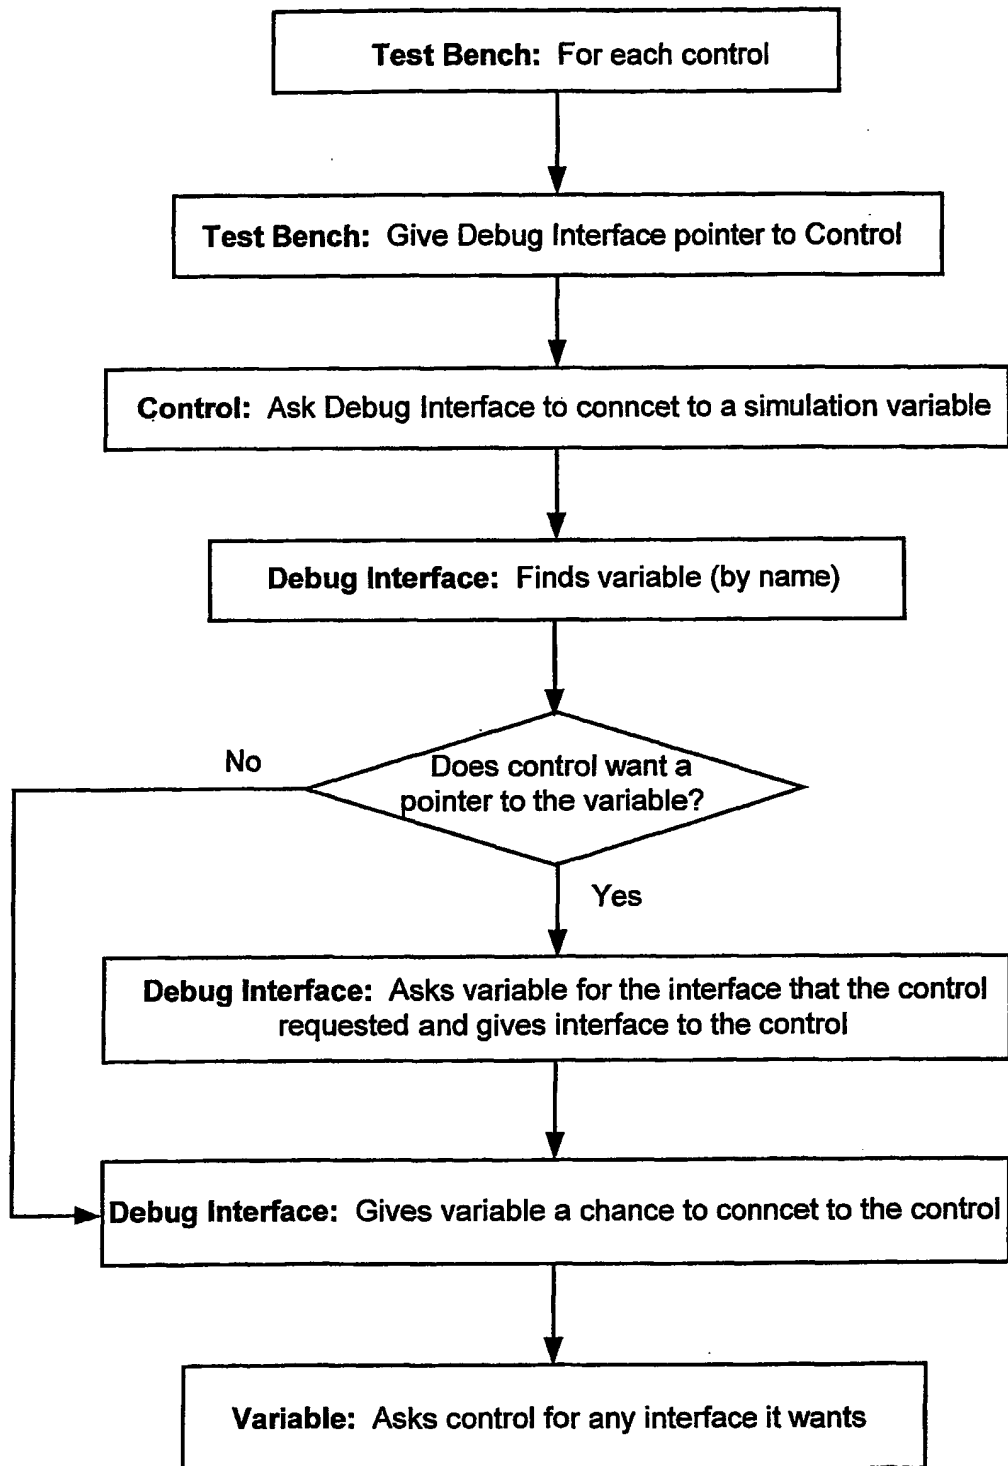 Test Bench: For each control
Test Bench: Give Debug Interface pointer to Control
Control: Ask Debug Interface to conncet to a simulation variable
Debug Interface: Finds variable (by name)
No
Does control want a
pointer to the variable?
Yes
Debug Interface: Asks variable for the interface that the control
requested and gives interface to the control
Debug Interface: Gives variable a chance to conncet to the control
Variable: Asks control for any interface it wants